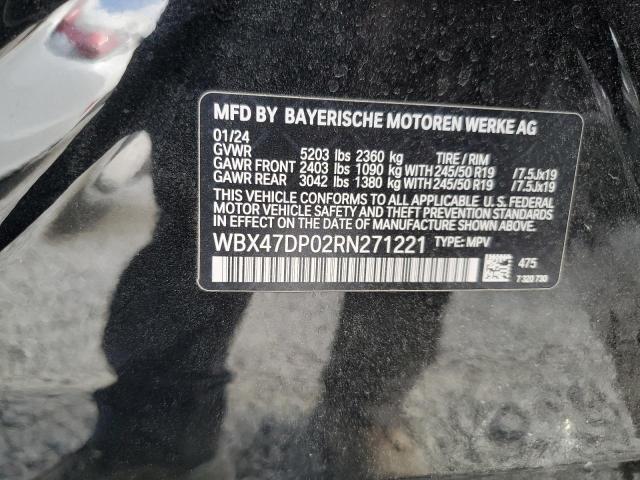 MFD BY BAYERISCHE MOTOREN WERKE AG
01/24
GVWR 5203 lbs 2360 kg TIRE / RIM
GAWR FRONT 2403 lbs 1090 kg WITH 245/50 R19 /7.5Jx19
GAWR REAR 3042 lbs 1380 kg WITH 245/50 R19 /7.5Jx19
THIS VEHICLE CONFORMS TO ALL APPLICABLE U. S. FEDERAL
MOTOR VEHICLE SAFETY AND THEFT PREVENTION STANDARDS
IN EFFECT ON THE DATE OF MANUFACTURE SHOWN ABOVE.
WBX47DP02RN271221 TYPE: MPV
475
7 320 730